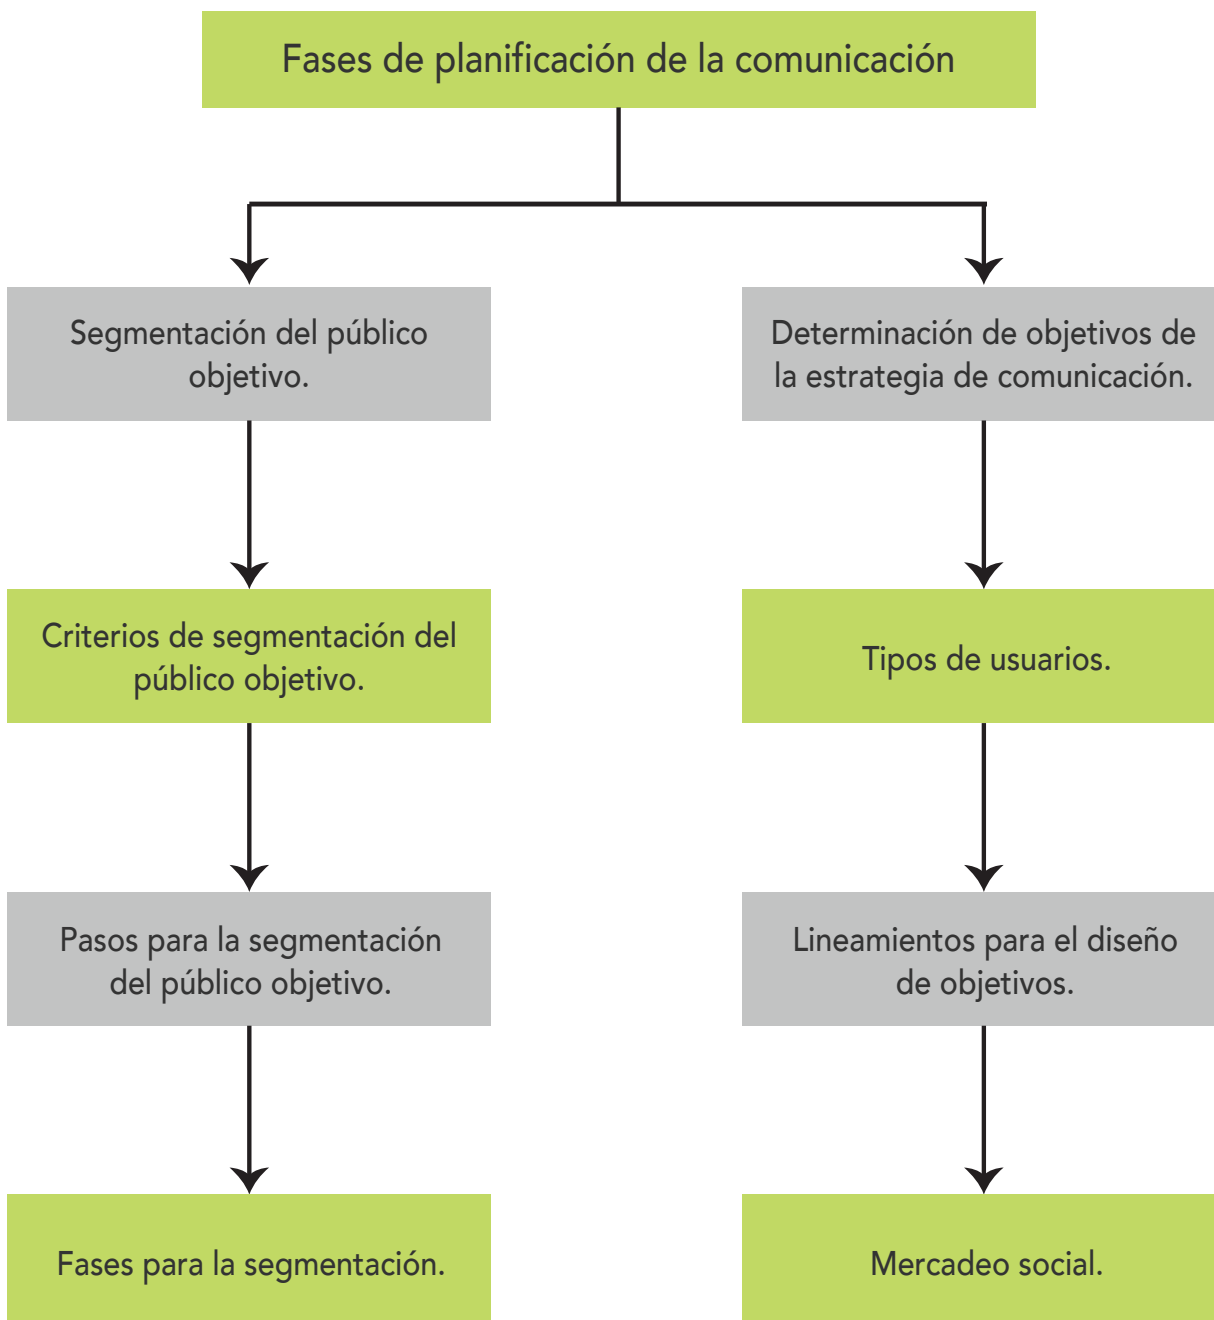 Fases de planificación de la comunicación
Segmentación del público
objetivo.
Determinación de objetivos de
la estrategia de comunicación.
Criterios de segmentación del
público objetivo.
Tipos de usuarios.
Pasos para la segmentación
del público objetivo.
Lineamientos para el diseño
de objetivos.
Fases para la segmentación.
Mercadeo social.